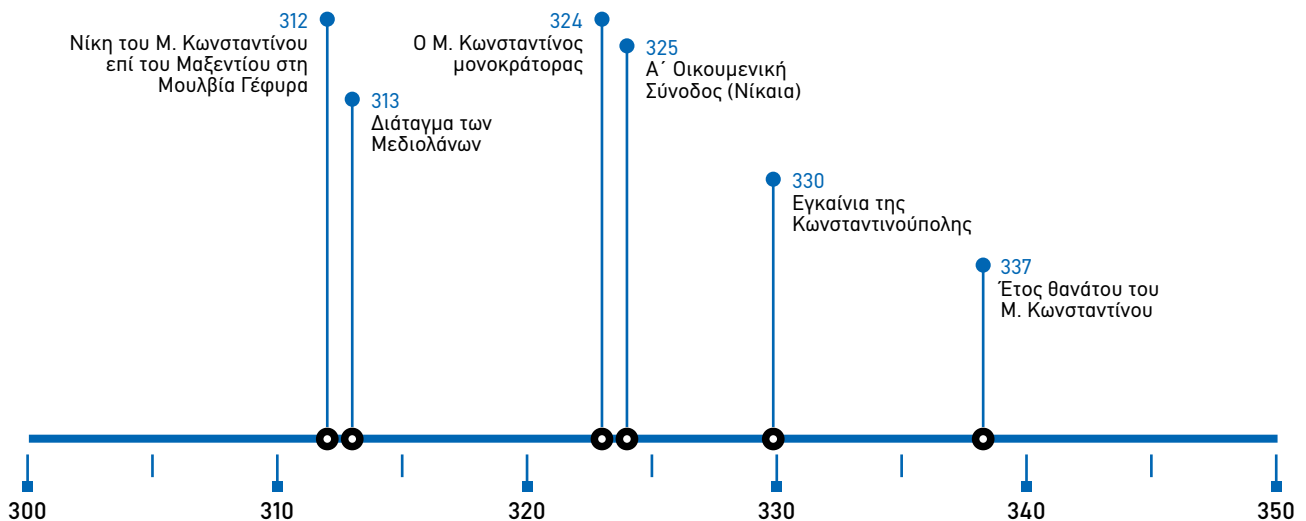 312
Νίκη του Μ. Κωνσταντίνου
επί του Μαξεντίου στη
Μουλβία Γέφυρα
313
Διάταγμα των
Μεδιολάνων
324
Ο Μ. Κωνσταντίνος
μονοκράτορας
325
Α΄ Οικουμενική
Σύνοδος (Νίκαια)
330
Εγκαίνια της
Κωνσταντινούπολης
337
Έτος θανάτου του
Μ. Κωνσταντίνου
300 310 320 330 340 350